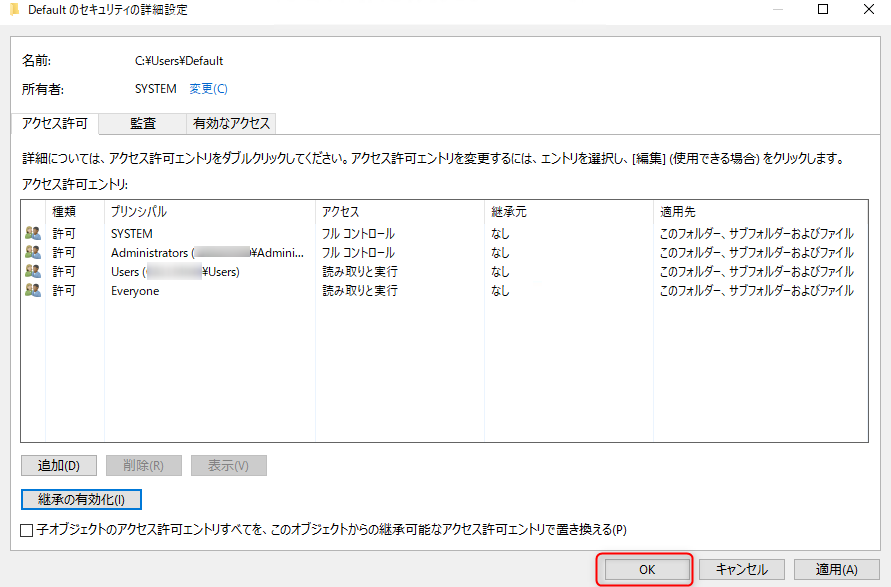 Default のセキュリティの詳細設定
名前: C:¥Users¥Default
所有者: SYSTEM 変更(C)
アクセス許可 監査 有効なアクセス
詳細については、アクセス許可エントリをダブルクリックしてください。アクセス許可エントリを変更するには、エントリを選択し、[編集] (使用できる場合) をクリックします。
アクセス許可エントリ:
種類 プリンシパル アクセス 継承元 適用先
許可 SYSTEM フル コントロール なし このフォルダー、サブフォルダーおよびファイル
許可 Administrators ( ¥Admini... フル コントロール なし このフォルダー、サブフォルダーおよびファイル
許可 Users ( ¥Users) 読み取りと実行 なし このフォルダー、サブフォルダーおよびファイル
許可 Everyone 読み取りと実行 なし このフォルダー、サブフォルダーおよびファイル
追加(D) 削除(R) 表示(V)
継承の有効化(I)
子オブジェクトのアクセス許可エントリすべてを、このオブジェクトからの継承可能なアクセス許可エントリで置き換える(P)
OK キャンセル 適用(A)